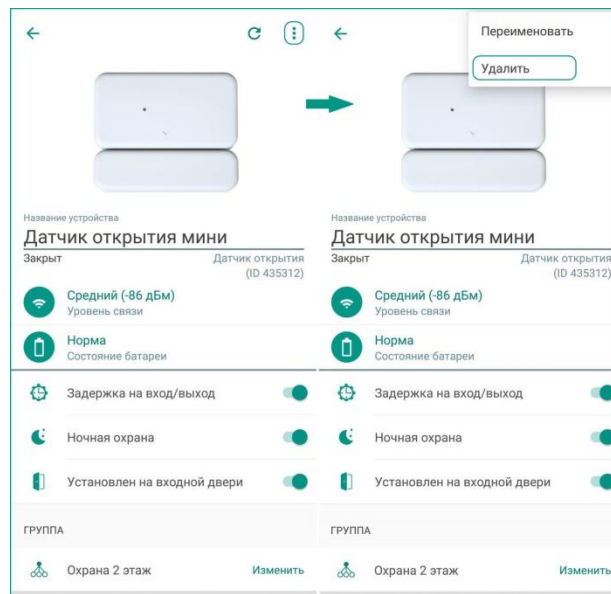 Название устройства
Датчик открытия мини
Закрыт
Датчик открытия
(ID 435312)
Средний (-86 дБм)
Уровень связи
Норма
Состояние батареи
Задержка на вход/выход
Ночная охрана
Установлен на входной двери
ГРУППА
Охрана 2 этаж
Изменить
Переименовать
Удалить
Название устройства
Датчик открытия мини
Закрыт
Датчик открытия
(ID 435312)
Средний (-86 дБм)
Уровень связи
Норма
Состояние батареи
Задержка на вход/выход
Ночная охрана
Установлен на входной двери
ГРУППА
Охрана 2 этаж
Изменить